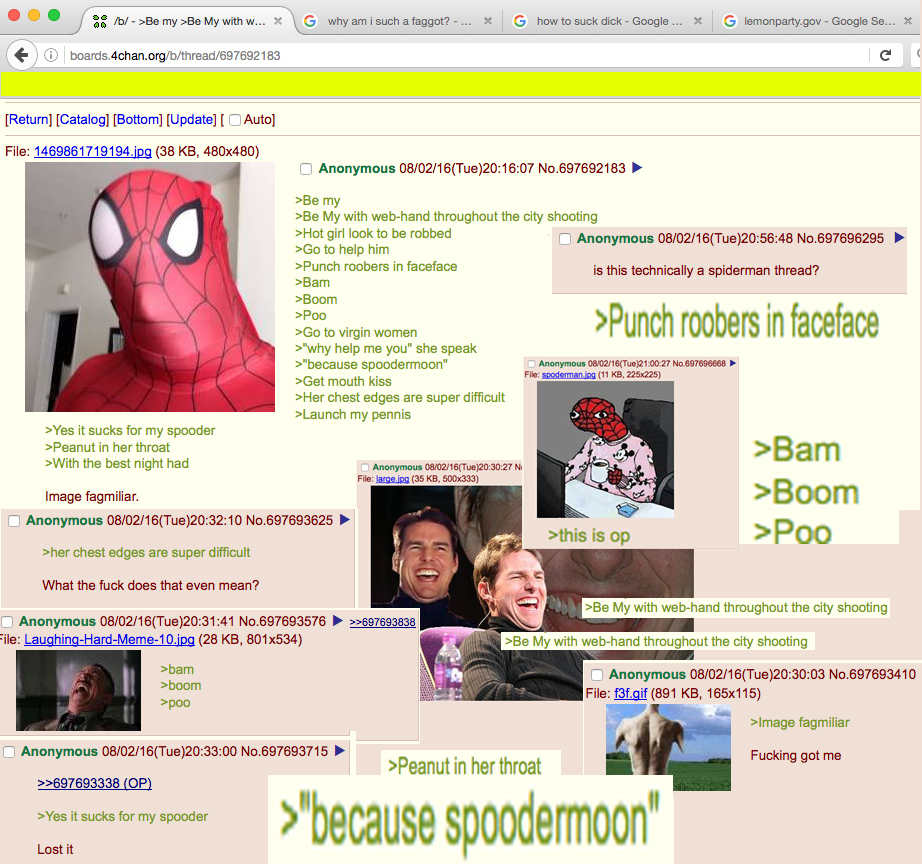 /b/ - >Be my >Be My with w...
why am i such a faggot? - ...
how to suck dick - Google ...
lemonparty.gov - Google Se...
boards.4chan.org/b/thread/697692183
[Return] [Catalog] [Bottom] [Update] [ Auto]
File: 1469861719194.jpg (38 KB, 480x480)
Anonymous 08/02/16(Tue)20:16:07 No.697692183
>Be my
>Be My with web-hand throughout the city shooting
>Hot girl look to be robbed
>Go to help him
>Punch roobers in faceface
>Bam
>Boom
>Poo
>Go to virgin women
>"why help me you" she speak
>"because spoodermoon"
>Get mouth kiss
>Her chest edges are super difficult
>Launch my pennis
>Yes it sucks for my spooder
>Peanut in her throat
>With the best night had
Image fagmiliar.
Anonymous 08/02/16(Tue)20:56:48 No.697696295
is this technically a spiderman thread?
>Punch roobers in faceface
Anonymous 08/02/16(Tue)21:00:27 No.697696668
File: spoderman.jpg (11 KB, 225x225)
>this is op
>Bam
>Boom
>Poo
Anonymous 08/02/16(Tue)20:30:27 N
File: large.jpg (35 KB, 500x333)
Anonymous 08/02/16(Tue)20:32:10 No.697693625
>her chest edges are super difficult
What the fuck does that even mean?
>Be My with web-hand throughout the city shooting
>Be My with web-hand throughout the city shooting
Anonymous 08/02/16(Tue)20:31:41 No.697693576
>>697693838
File: Laughing-Hard-Meme-10.jpg (28 KB, 801x534)
>bam
>boom
>poo
Anonymous 08/02/16(Tue)20:30:03 No.697693410
File: f3f.gif (891 KB, 165x115)
>Image fagmiliar
Fucking got me
Anonymous 08/02/16(Tue)20:33:00 No.697693715
>>697693338 (OP)
>Yes it sucks for my spooder
Lost it
>Peanut in her throat
>"because spoodermoon"